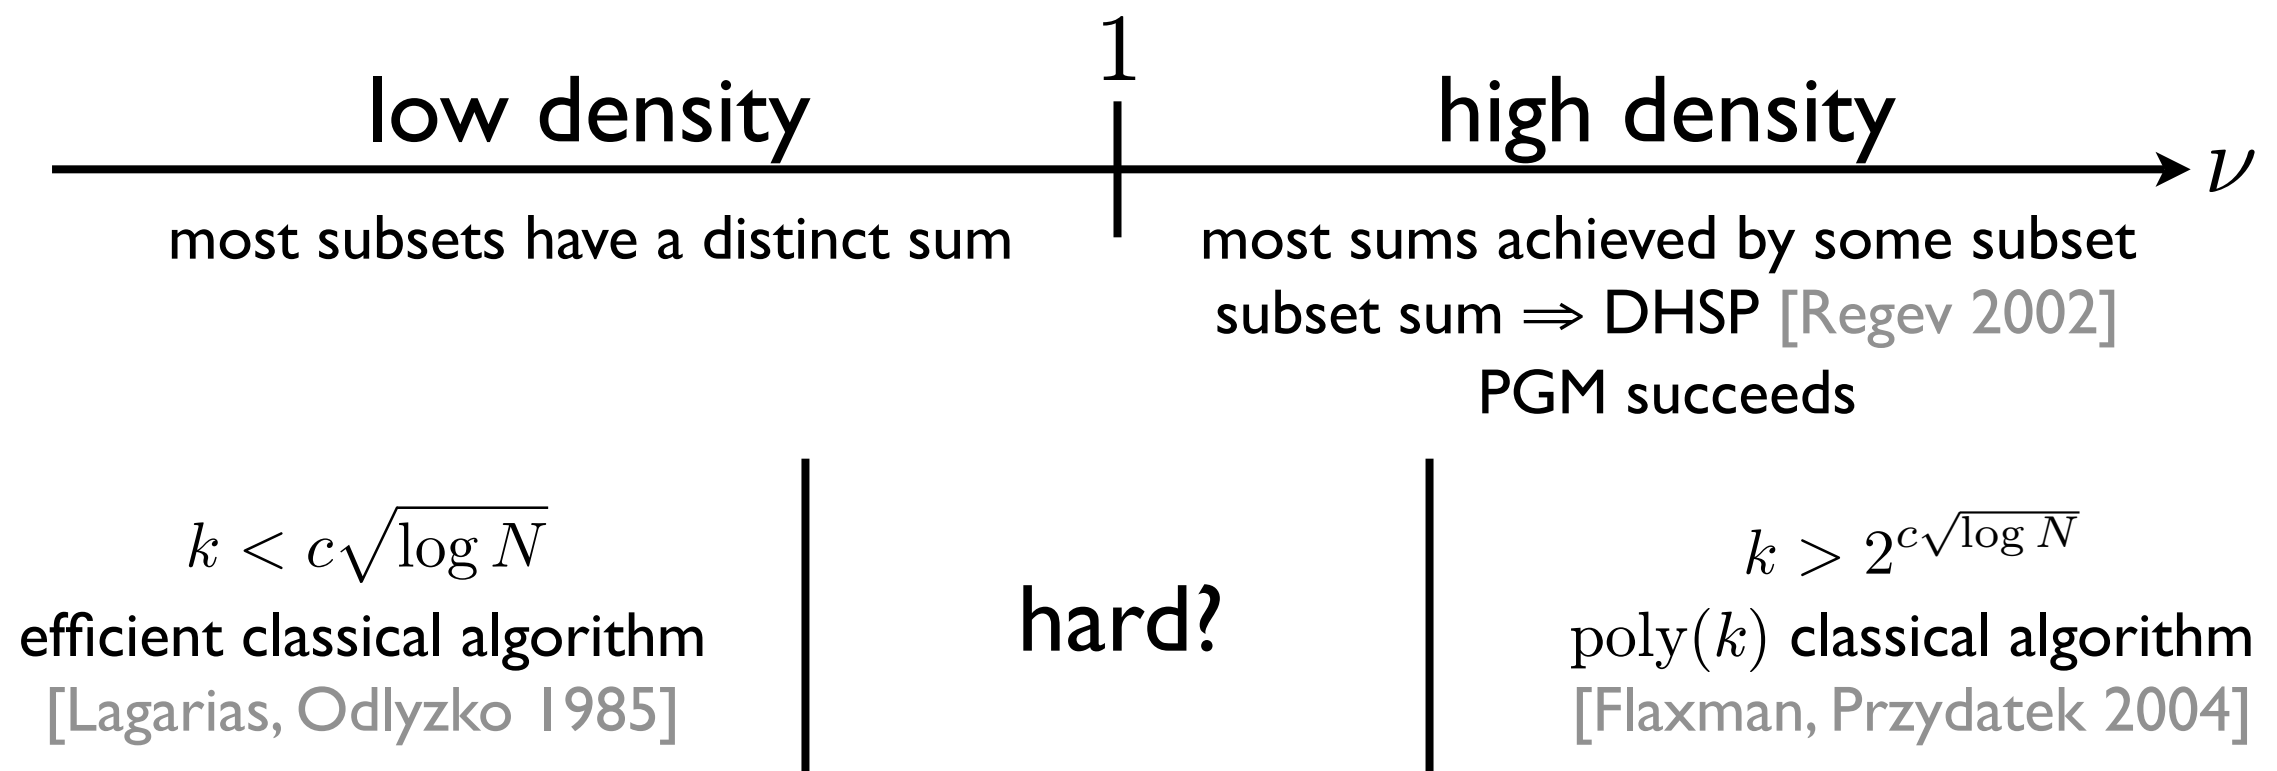 1
low density
high density
ν
most subsets have a distinct sum
most sums achieved by some subset
subset sum ⇒ DHSP [Regev 2002]
PGM succeeds
k < c√log N
efficient classical algorithm
[Lagarias, Odlyzko 1985]
hard?
k > 2^{c√log N}
poly(k) classical algorithm
[Flaxman, Przydatek 2004]